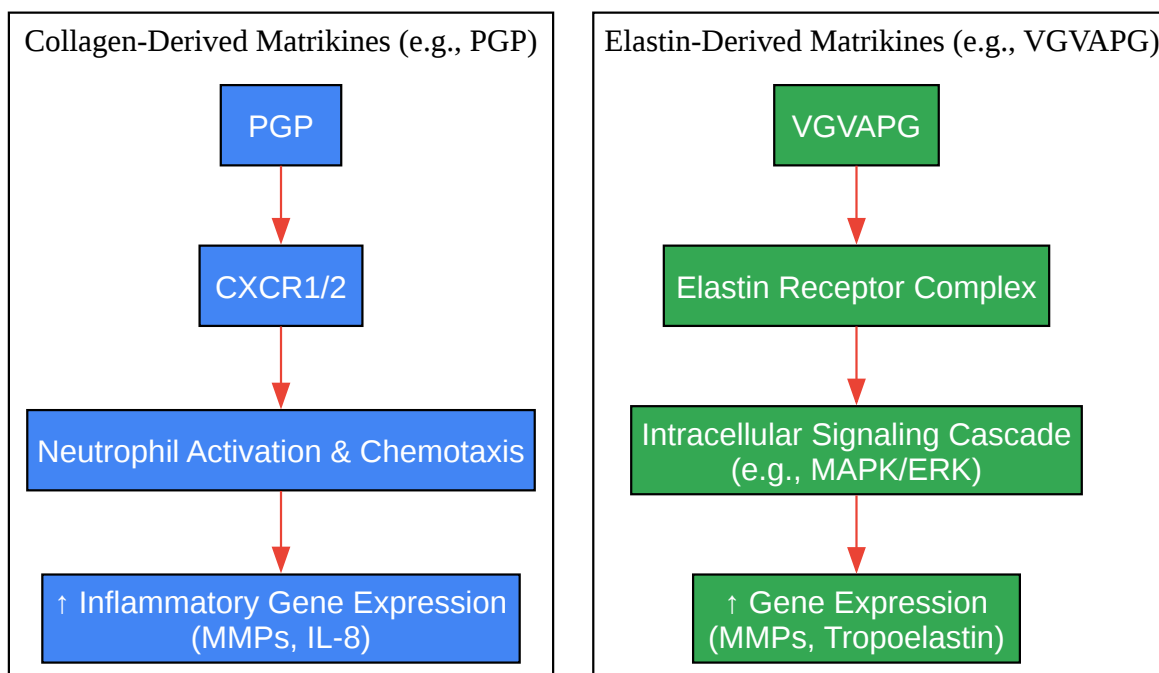 Collagen-Derived Matrikines (e.g., PGP)
PGP
CXCR1/2
Neutrophil Activation & Chemotaxis
↑ Inflammatory Gene Expression
(MMPs, IL-8)
Elastin-Derived Matrikines (e.g., VGVAPG)
VGVAPG
Elastin Receptor Complex
Intracellular Signaling Cascade
(e.g., MAPK/ERK)
↑ Gene Expression
(MMPs, Tropoelastin)